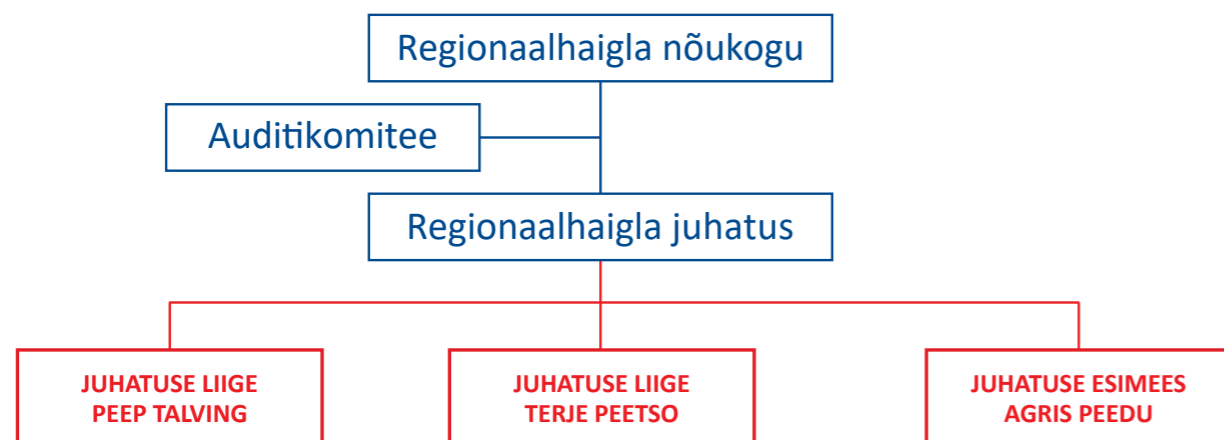 Regionaalhaigla nõukogu
Auditikomitee
Regionaalhaigla juhatus
JUHATUSE LIIGE
PEEP TALVING
JUHATUSE LIIGE
TERJE PEETSO
JUHATUSE ESIMEES
AGRIS PEEDU